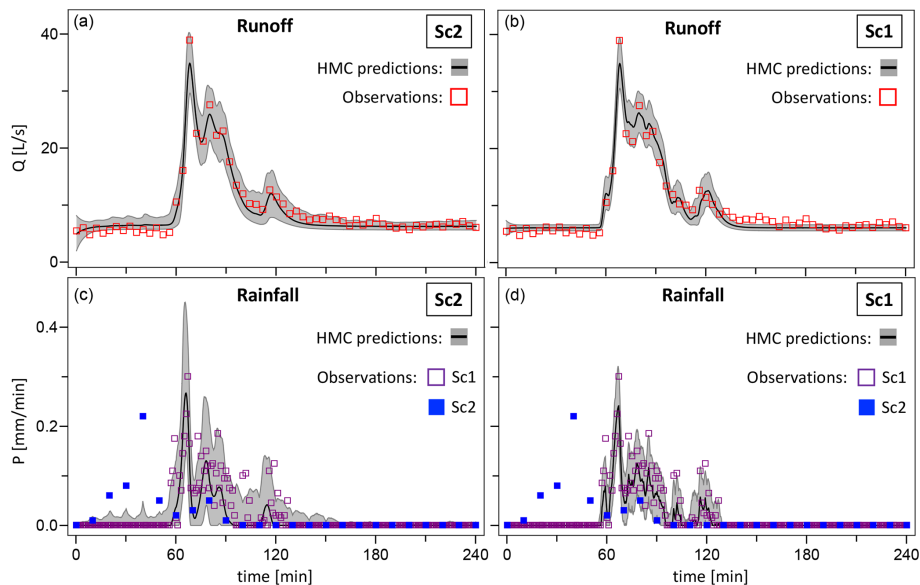 (a) Runoff Sc2
HMC predictions:
Observations:
Q [L/s]
40
20
0
(b) Runoff Sc1
HMC predictions:
Observations:
(c) Rainfall Sc2
HMC predictions:
Observations: Sc1
Sc2
P [mm/min]
0.4
0.2
0.0
0 60 120 180 240
time [min]
(d) Rainfall Sc1
HMC predictions:
Observations: Sc1
Sc2
0 60 120 180 240
time [min]